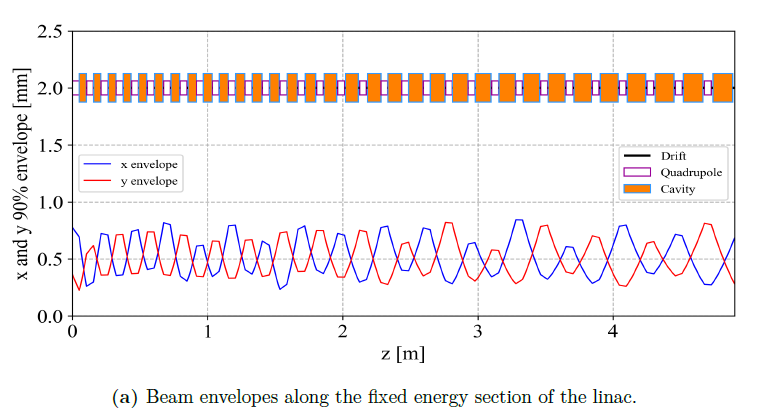 2.5
2.0
1.5
1.0
0.5
0.0
x and y 90% envelope [mm]
x envelope
y envelope
Drift
Quadrupole
Cavity
0 1 2 3 4
z [m]
(a) Beam envelopes along the fixed energy section of the linac.